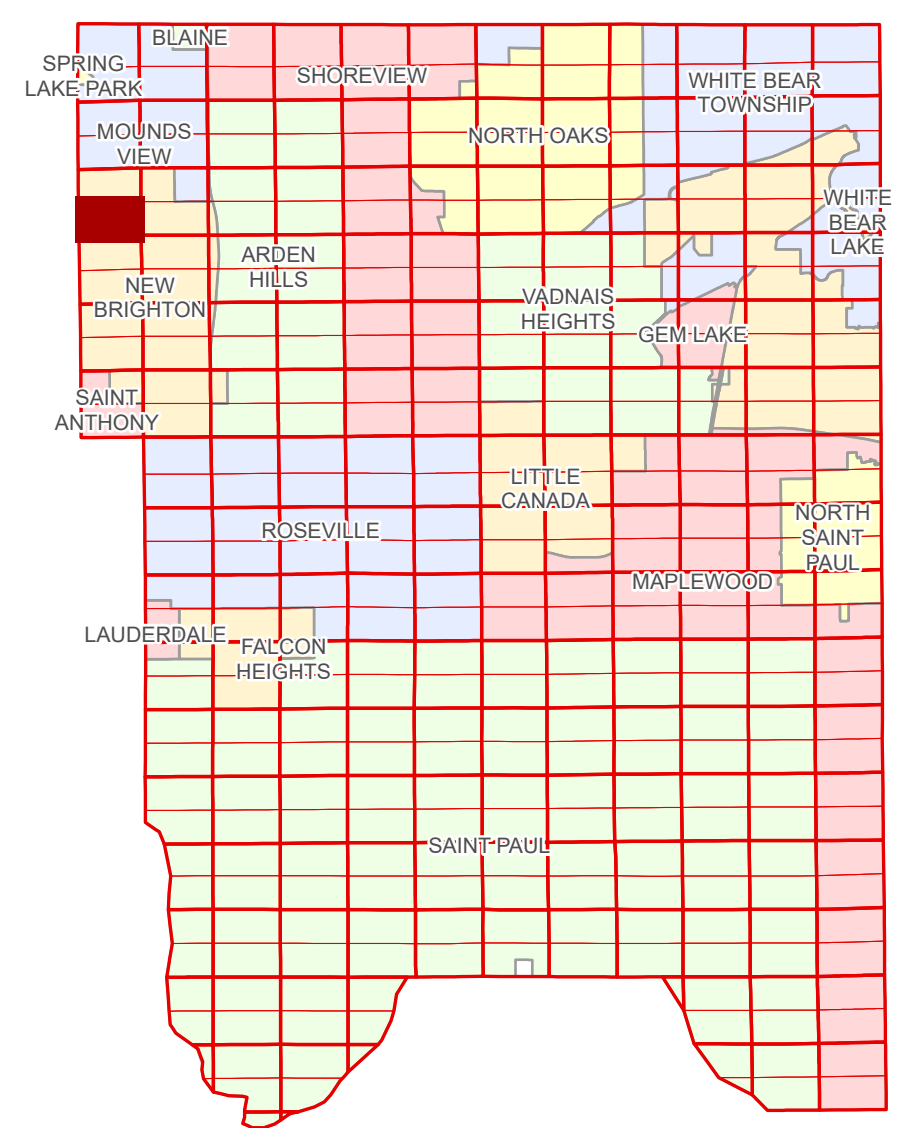 BLAINE
SPRING
LAKE PARK
SHOREVIEW
WHITE BEAR
TOWNSHIP
MOUNDS
VIEW
NORTH OAKS
WHITE
BEAR
LAKE
ARDEN
HILLS
NEW
BRIGHTON
VADNAIS
HEIGHTS
GEM LAKE
SAINT
ANTHONY
LITTLE
CANADA
NORTH
SAINT
PAUL
ROSEVILLE
MAPLEWOOD
LAUDERDALE
FALCON
HEIGHTS
SAINT PAUL